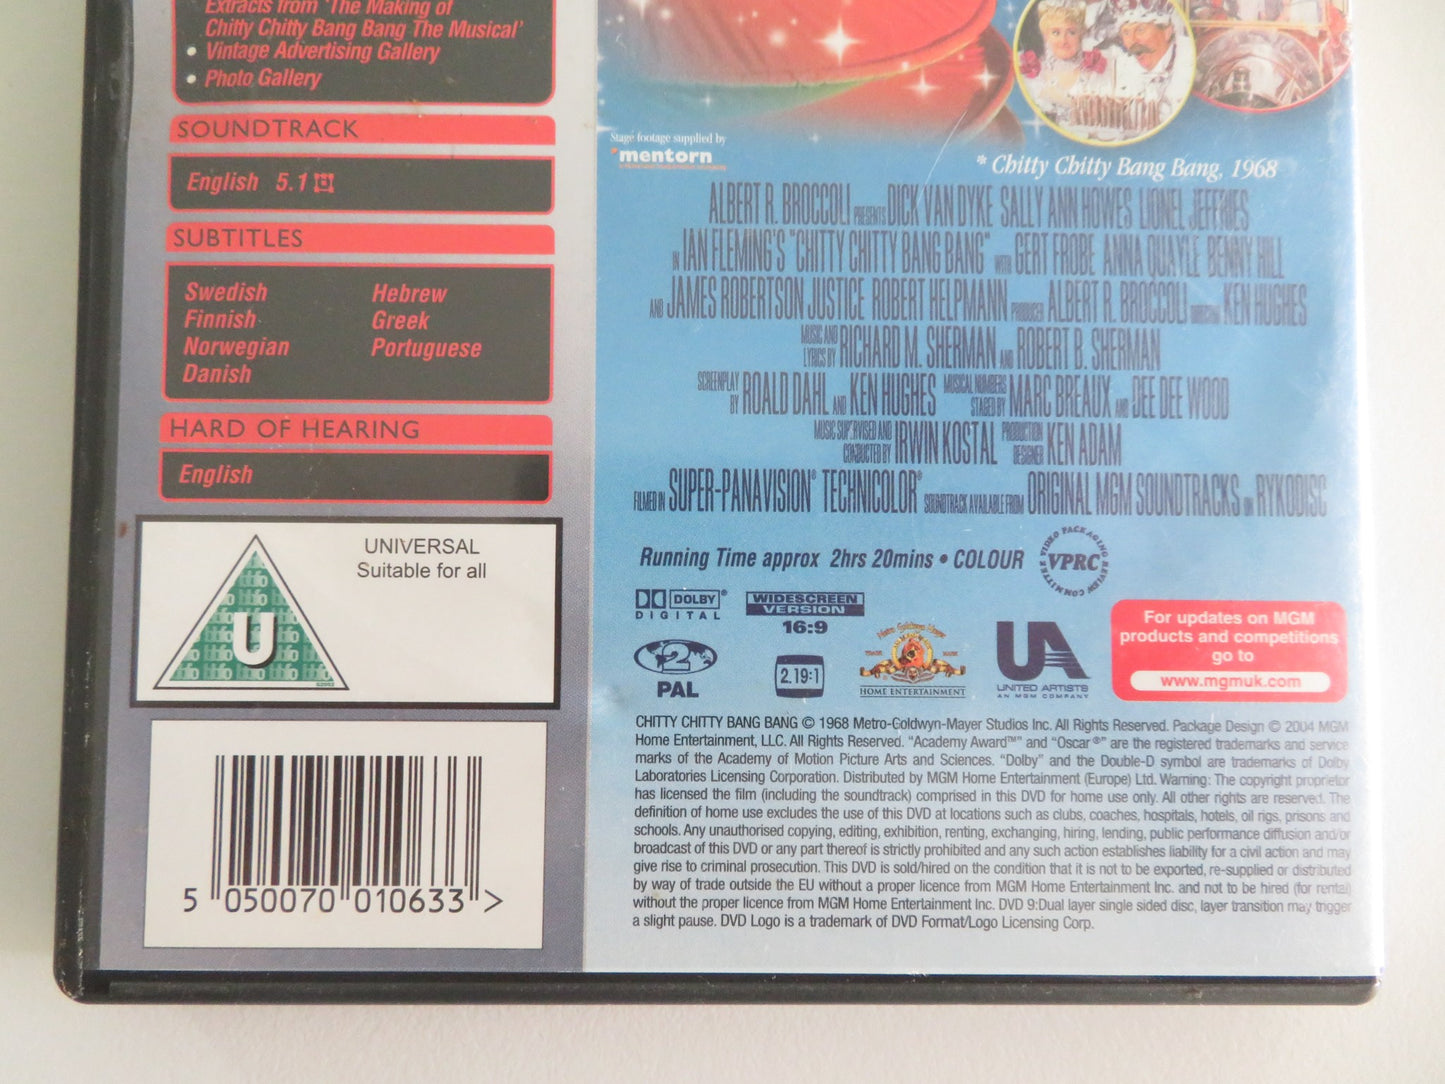 Extracts from 'The Making of
Chitty Chitty Bang Bang The Musical'
• Vintage Advertising Gallery
• Photo Gallery
SOUNDTRACK
English 5.1
SUBTITLES
Swedish
Finnish
Norwegian
Danish
Hebrew
Greek
Portuguese
HARD OF HEARING
English
UNIVERSAL
Suitable for all
U
5 050070 010633 >
Stage footage supplied by
mentorn
* Chitty Chitty Bang Bang, 1968
ALBERT R. BROCCOLI PRESENTS DICK VAN DYKE SALLY ANN HOWES LIONEL JEFFRIES
IN IAN FLEMING'S "CHITTY CHITTY BANG BANG" WITH GERT FROBE ANNA QUAYLE BENNY HILL
AND JAMES ROBERTSON JUSTICE ROBERT HELPMANN PRODUCER ALBERT R. BROCCOLI DIRECTOR KEN HUGHES
MUSIC AND LYRICS BY RICHARD M. SHERMAN AND ROBERT B. SHERMAN
SCREENPLAY BY ROALD DAHL AND KEN HUGHES MUSICAL NUMBERS STAGED BY MARC BREAUX AND DEE DEE WOOD
MUSIC SUPERVISED AND CONDUCTED BY IRWIN KOSTAL PRODUCTION DESIGNER KEN ADAM
FILMED IN SUPER-PANAVISION® TECHNICOLOR® SOUNDTRACK AVAILABLE FROM ORIGINAL MGM SOUNDTRACKS ON RYKODISC
Running Time approx 2hrs 20mins • COLOUR
VIDEO PACKAGING REVIEW COMMITTEE
VPRC
DOLBY®
DIGITAL
WIDESCREEN
VERSION
16:9
2
PAL
2.19:1
Metro Goldwyn Mayer
TRADE MARK
HOME ENTERTAINMENT
UA
UNITED ARTISTS
AN MGM COMPANY
For updates on MGM
products and competitions
go to
www.mgmuk.com
CHITTY CHITTY BANG BANG © 1968 Metro-Goldwyn-Mayer Studios Inc. All Rights Reserved. Package Design © 2004 MGM
Home Entertainment, LLC. All Rights Reserved. "Academy Award™" and "Oscar®" are the registered trademarks and service
marks of the Academy of Motion Picture Arts and Sciences. "Dolby" and the Double-D symbol are trademarks of Dolby
Laboratories Licensing Corporation. Distributed by MGM Home Entertainment (Europe) Ltd. Warning: The copyright proprietor
has licensed the film (including the soundtrack) comprised in this DVD for home use only. All other rights are reserved. The
definition of home use excludes the use of this DVD at locations such as clubs, coaches, hospitals, hotels, oil rigs, prisons and
schools. Any unauthorised copying, editing, exhibition, renting, exchanging, hiring, lending, public performance diffusion and/or
broadcast of this DVD or any part thereof is strictly prohibited and any such action establishes liability for a civil action and may
give rise to criminal prosecution. This DVD is sold/hired on the condition that it is not to be exported, re-supplied or distributed
by way of trade outside the EU without a proper licence from MGM Home Entertainment Inc. and not to be hired (for rental)
without the proper licence from MGM Home Entertainment Inc. DVD 9:Dual layer single sided disc, layer transition may trigger
a slight pause. DVD Logo is a trademark of DVD Format/Logo Licensing Corp.